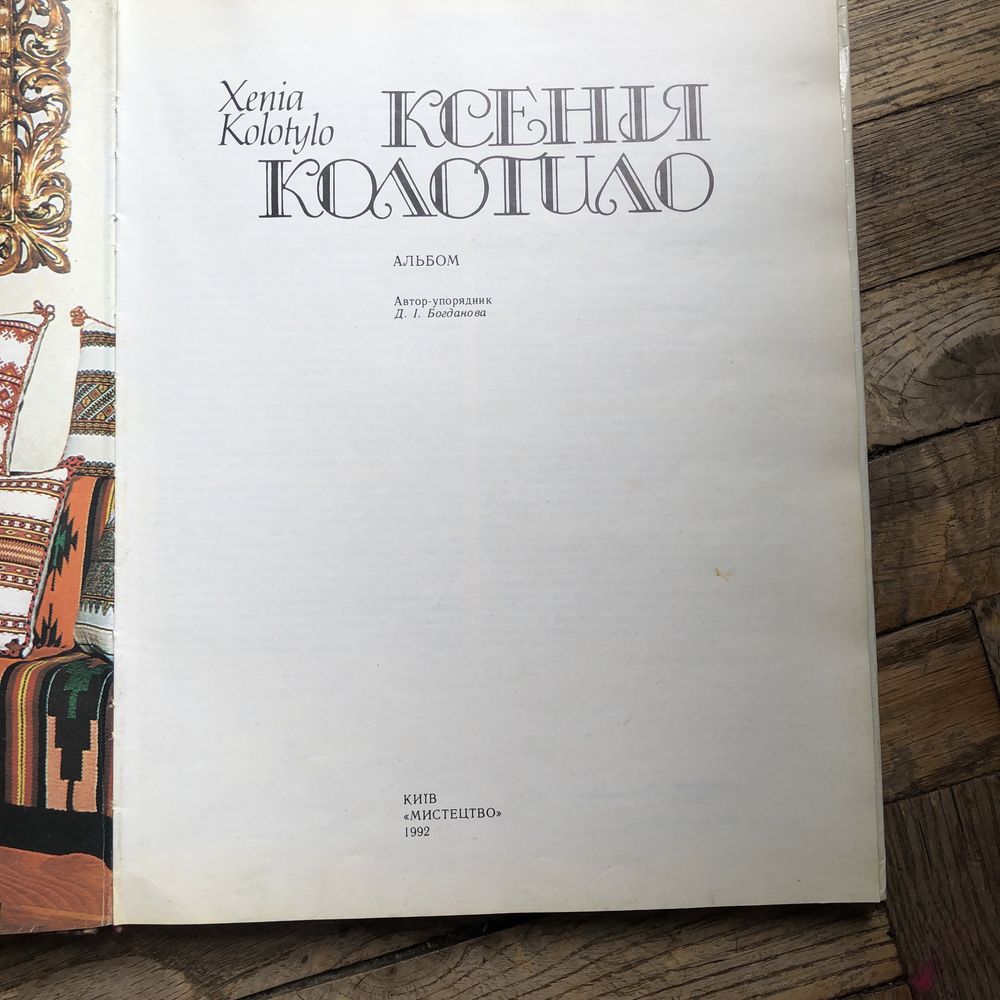 Xenia
Kolotylo
КСЕНІЯ
КОЛОТИЛО
АЛЬБОМ
Автор-упорядник
Д. І. Богданова
КИЇВ
«МИСТЕЦТВО»
1992